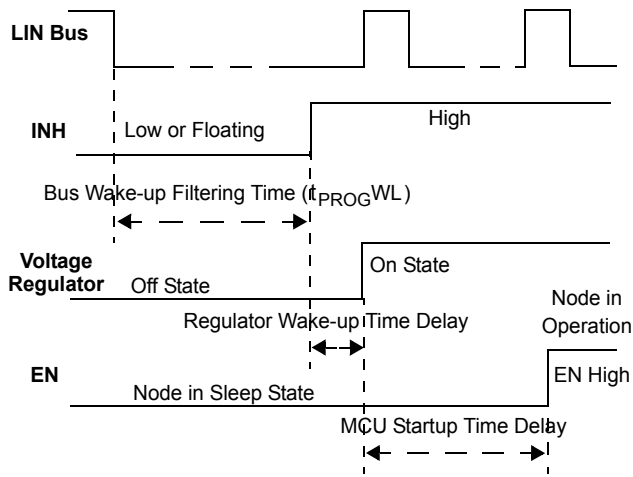 LIN Bus
INH
Low or Floating
High
Bus Wake-up Filtering Time (tPROGWL)
Voltage
Regulator
Off State
On State
Regulator Wake-up Time Delay
Node in
Operation
EN
Node in Sleep State
EN High
MCU Startup Time Delay